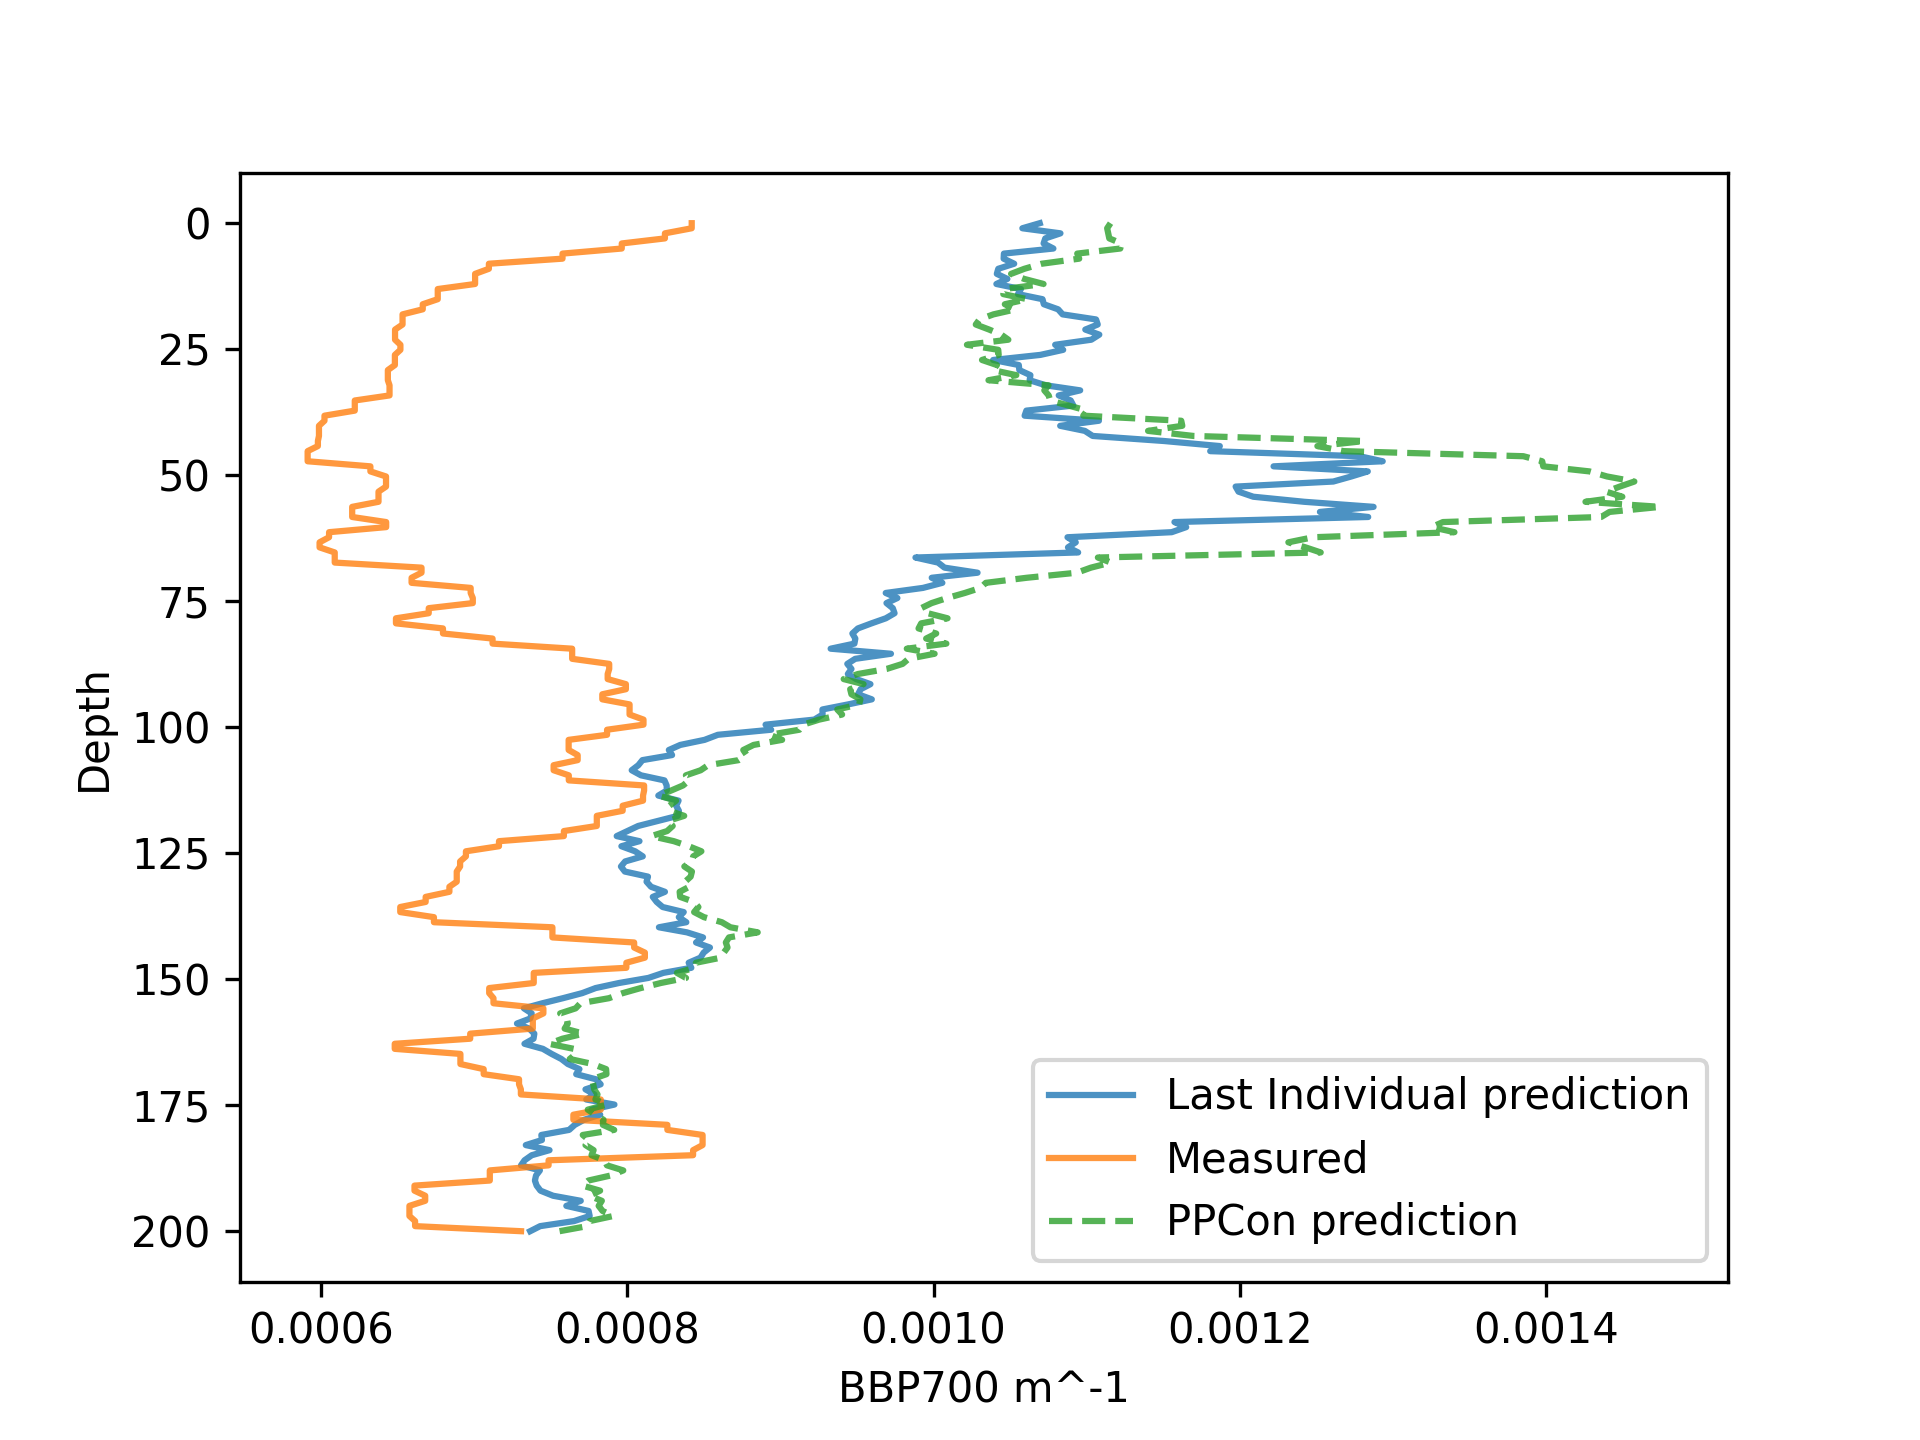 0
25
50
75
100
125
150
175
200
Depth
Last Individual prediction
Measured
PPCon prediction
0.0006 0.0008 0.0010 0.0012 0.0014
BBP700 m^-1